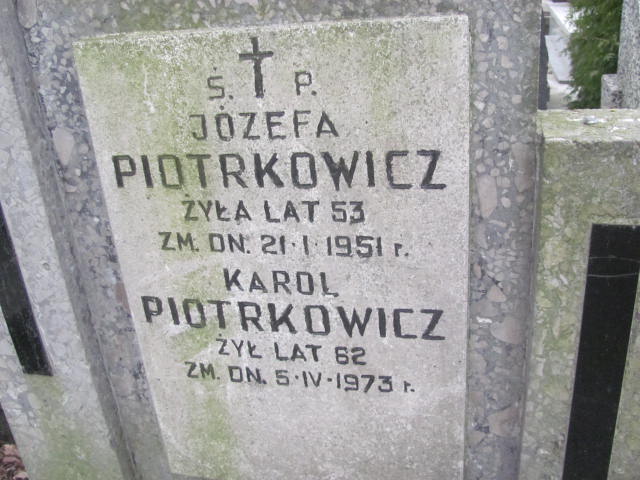 Ś. P.
JÓZEFA
PIOTRKOWICZ
ŻYŁA LAT 53
ZM. DN. 21·I·1951 r.
KAROL
PIOTRKOWICZ
ŻYŁ LAT 62
ZM. DN. 5·IV·1973 r.